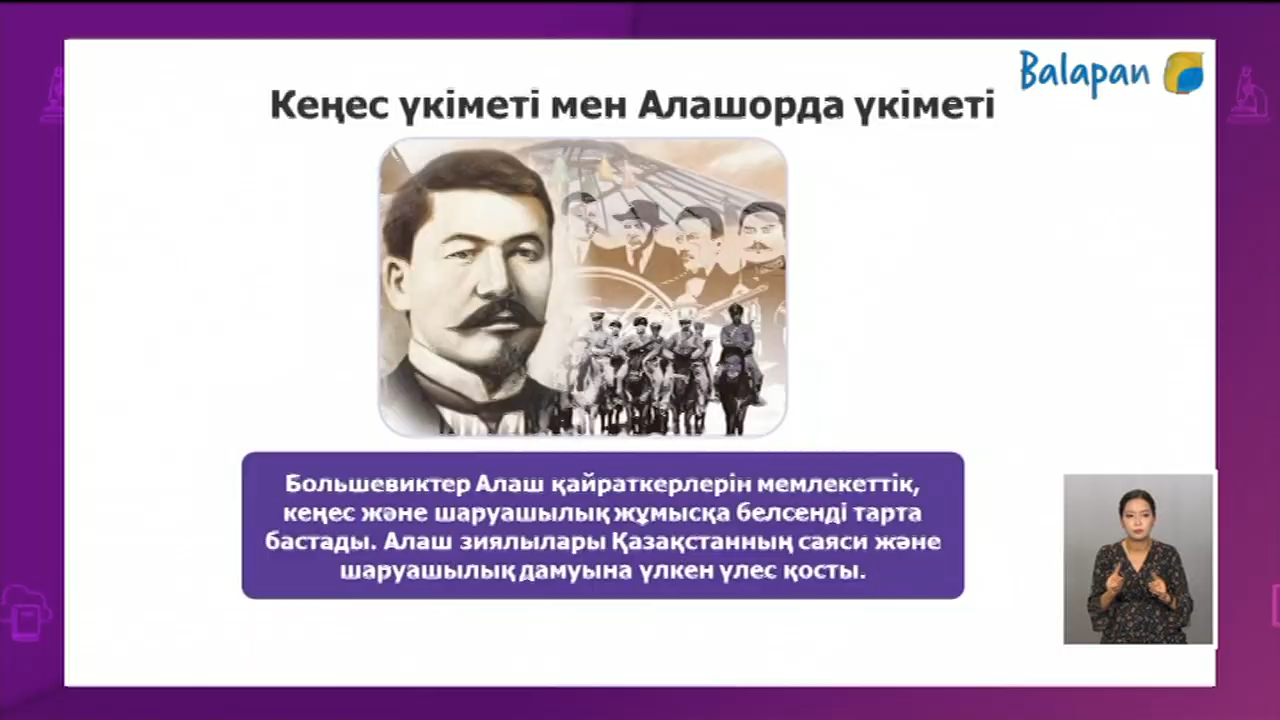 Balapan
Кеңес үкіметі мен Алашорда үкіметі
Большевиктер Алаш қайраткерлерін мемлекеттік,
кеңес және шаруашылық жұмысқа белсенді тарта
бастады. Алаш зиялылары Қазақстанның саяси және
шаруашылық дамуына үлкен үлес қосты.